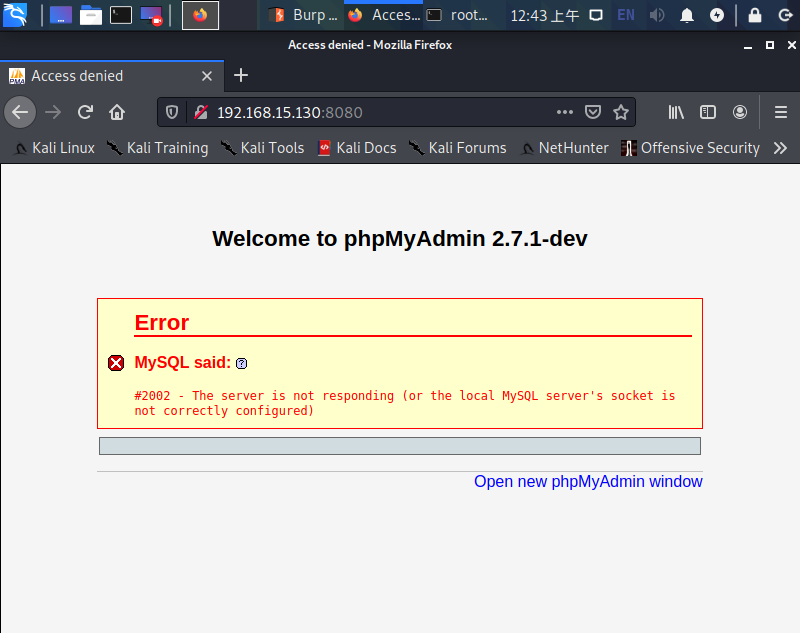 Burp ...
Acces...
root...
12:43 上午
EN
Access denied - Mozilla Firefox
PMA
Access denied
192.168.15.130:8080
Kali Linux
Kali Training
Kali Tools
Kali Docs
Kali Forums
NetHunter
Offensive Security
Welcome to phpMyAdmin 2.7.1-dev
Error
MySQL said:
#2002 - The server is not responding (or the local MySQL server's socket is
not correctly configured)
Open new phpMyAdmin window